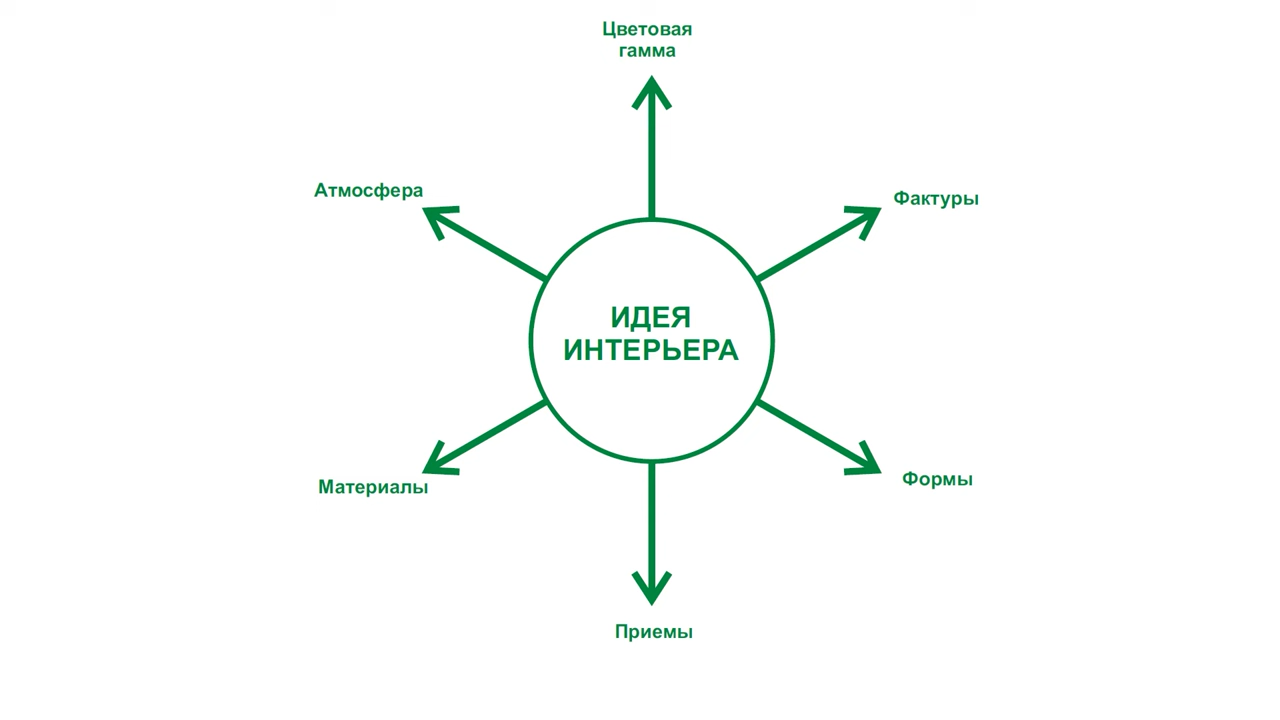 Цветовая
гамма
Атмосфера
Фактуры
ИДЕЯ
ИНТЕРЬЕРА
Материалы
Формы
Приемы